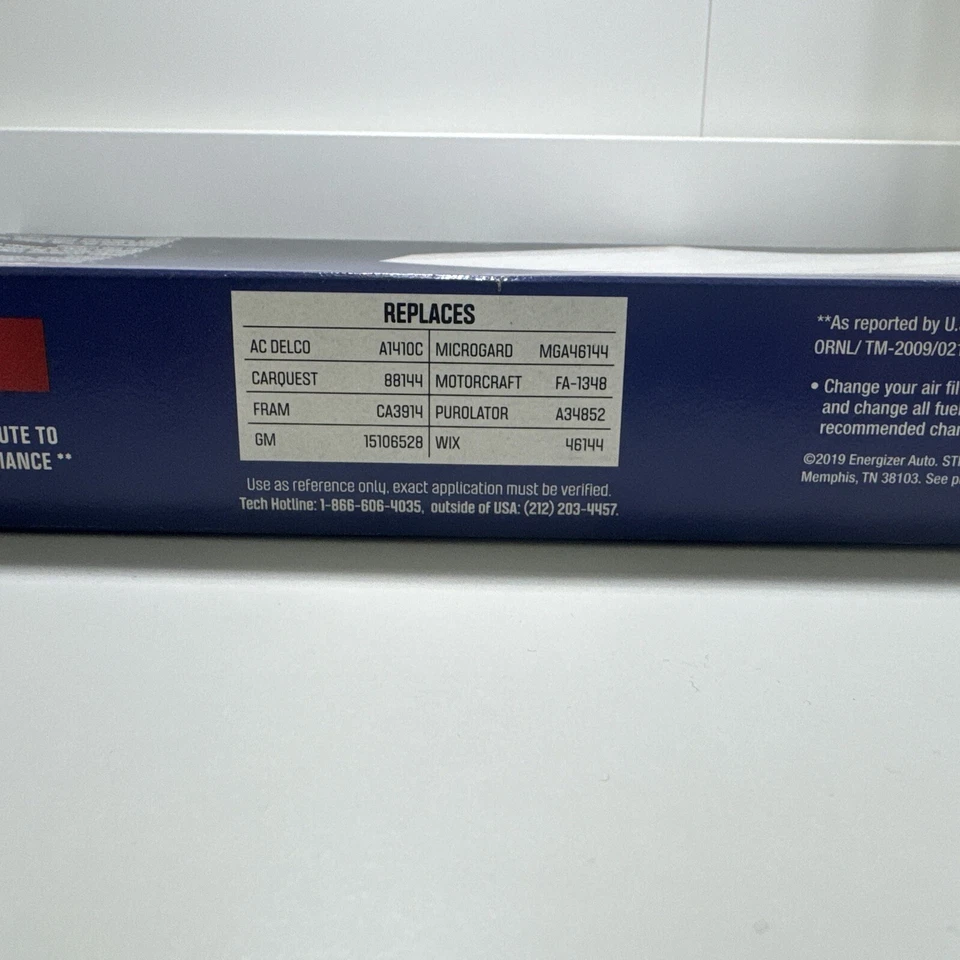 UTE TO
MANCE **
REPLACES
AC DELCO A1410C MICROGARD MGA46144
CARQUEST 88144 MOTORCRAFT FA-1348
FRAM CA3914 PUROLATOR A34852
GM 15106528 WIX 46144
Use as reference only, exact application must be verified.
Tech Hotline: 1-866-606-4035, outside of USA: (212) 203-4457.
**As reported by U.S
ORNL/ TM-2009/021
• Change your air fil
and change all fuel
recommended chan
©2019 Energizer Auto. ST
Memphis, TN 38103. See p